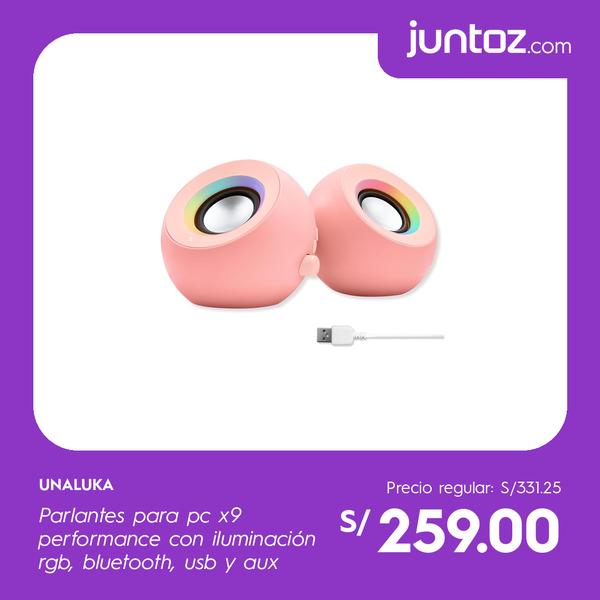 juntoz.com
UNALUKA
Parlantes para pc x9
performance con iluminación
rgb, bluetooth, usb y aux
Precio regular: S/331.25
S/259.00